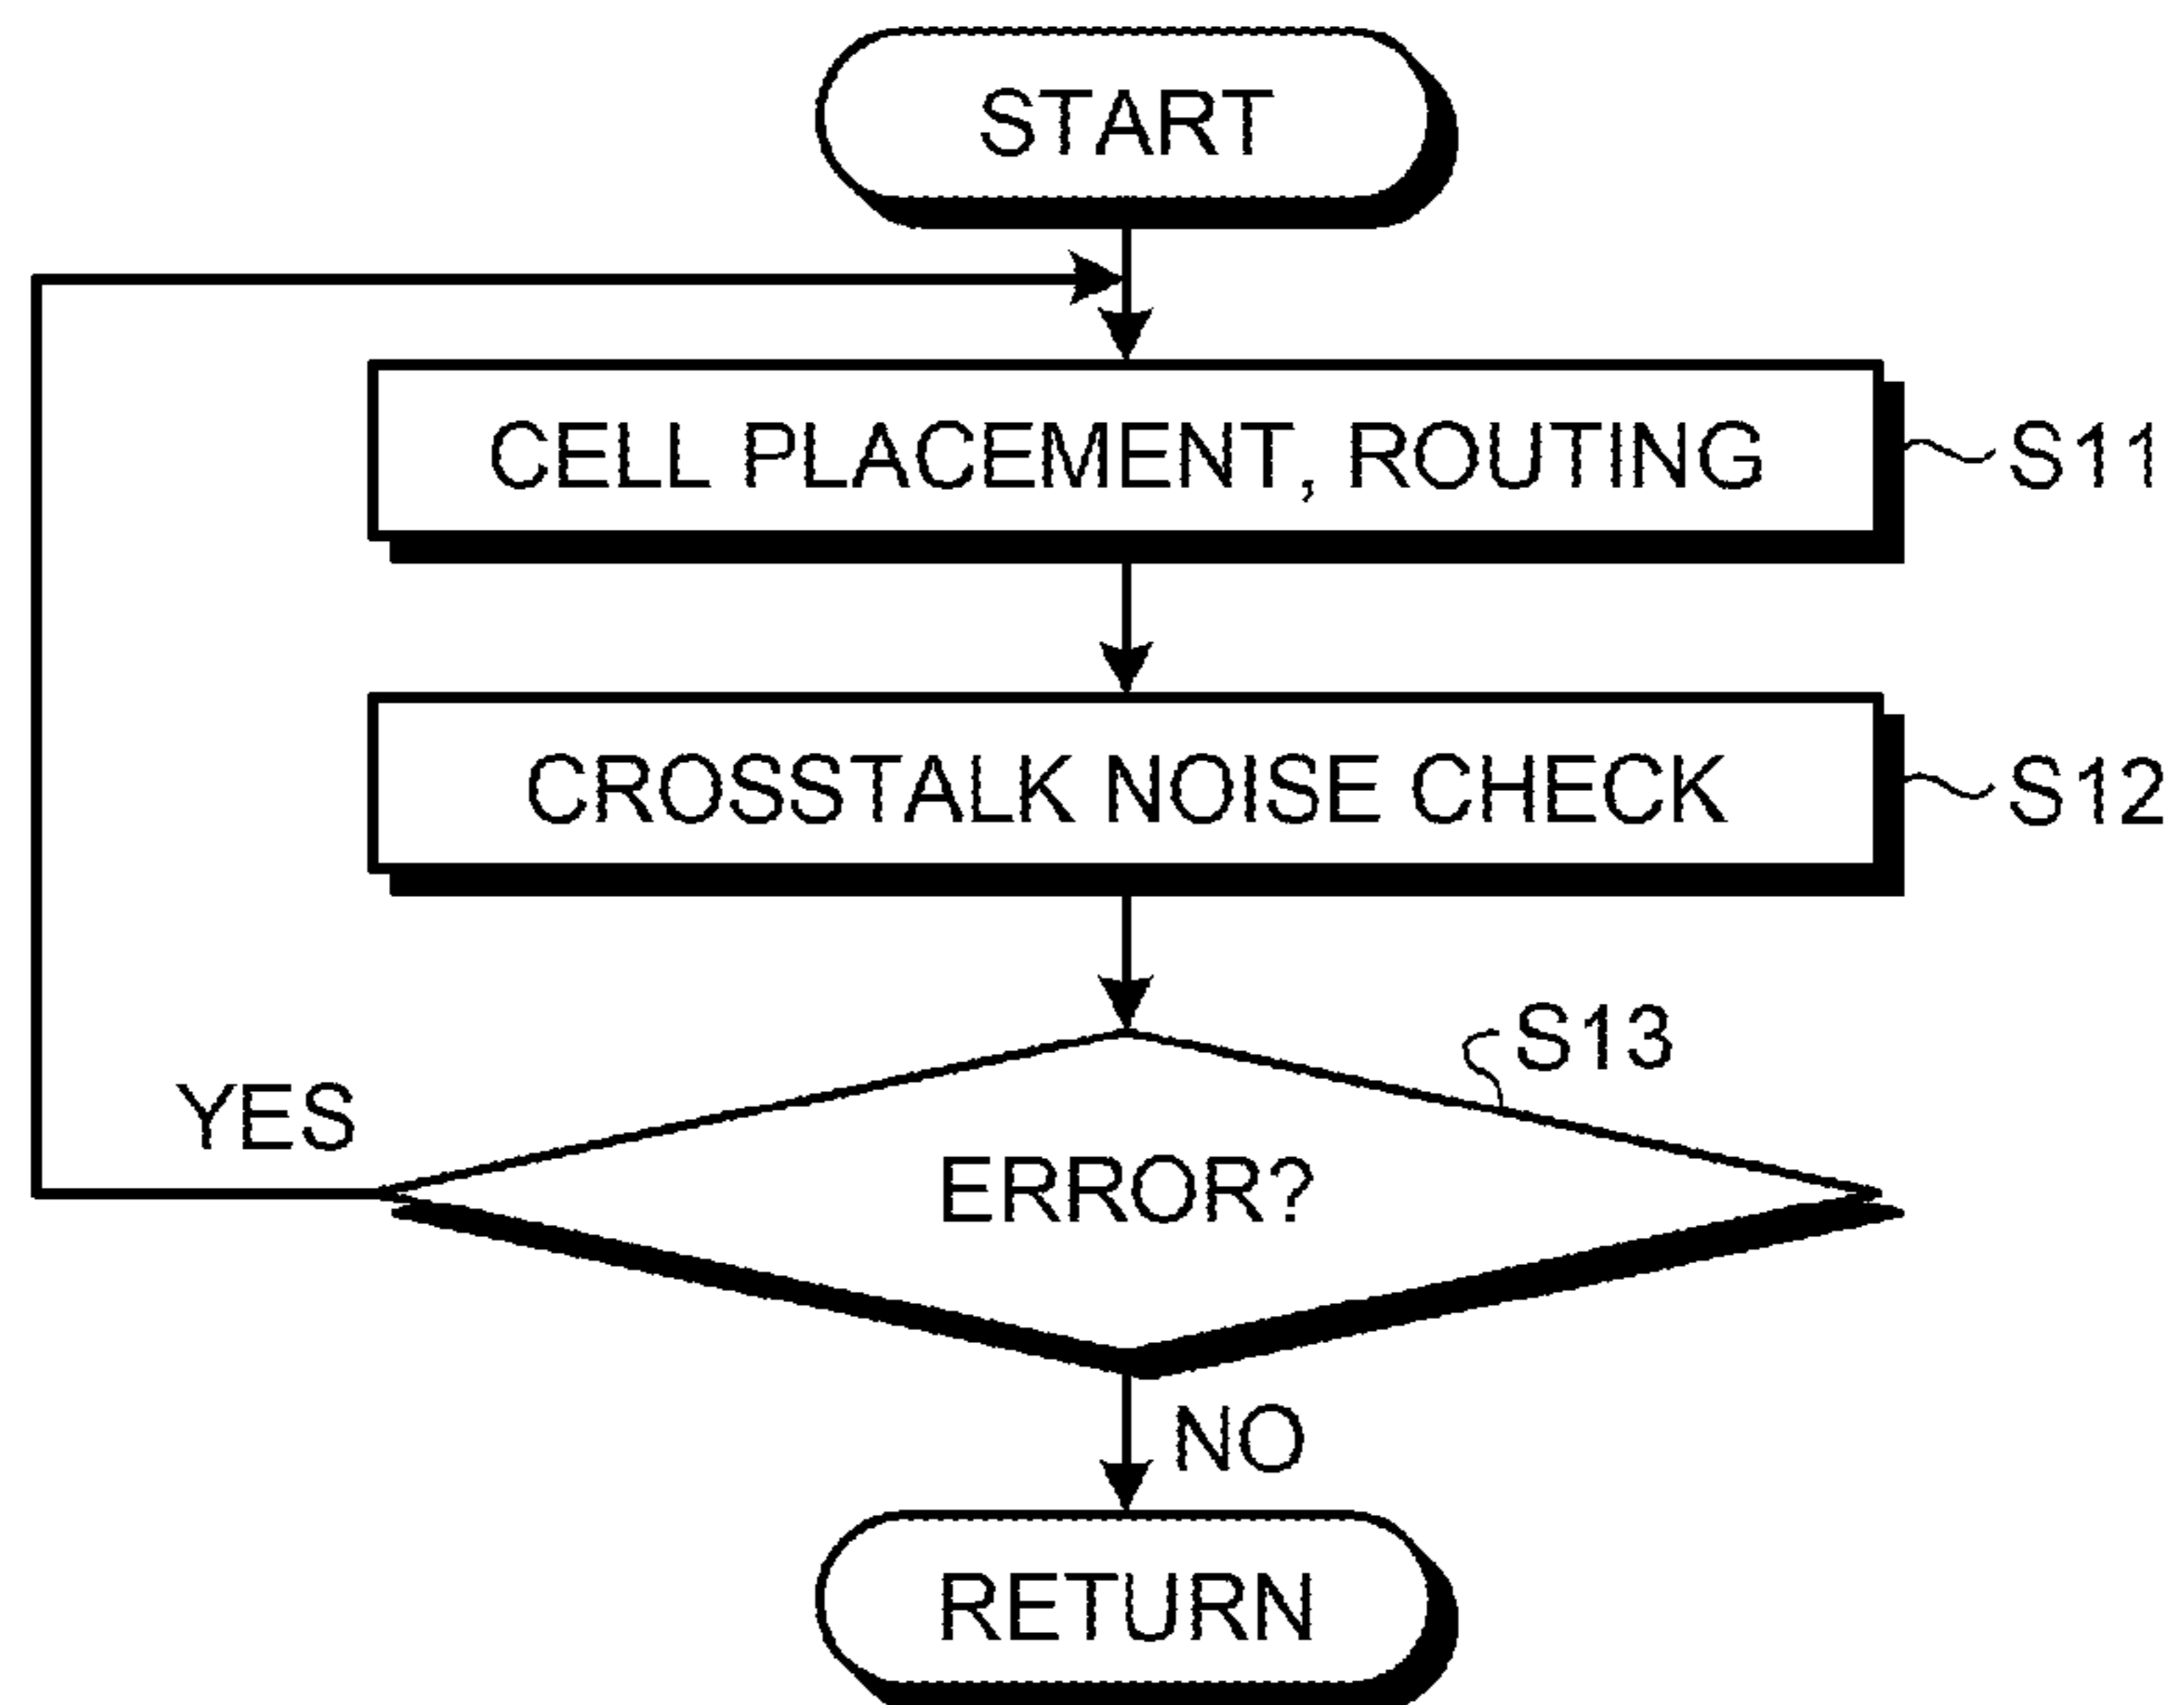 START
CELL PLACEMENT, ROUTING
S11
CROSSTALK NOISE CHECK
S12
S13
YES
ERROR?
NO
RETURN